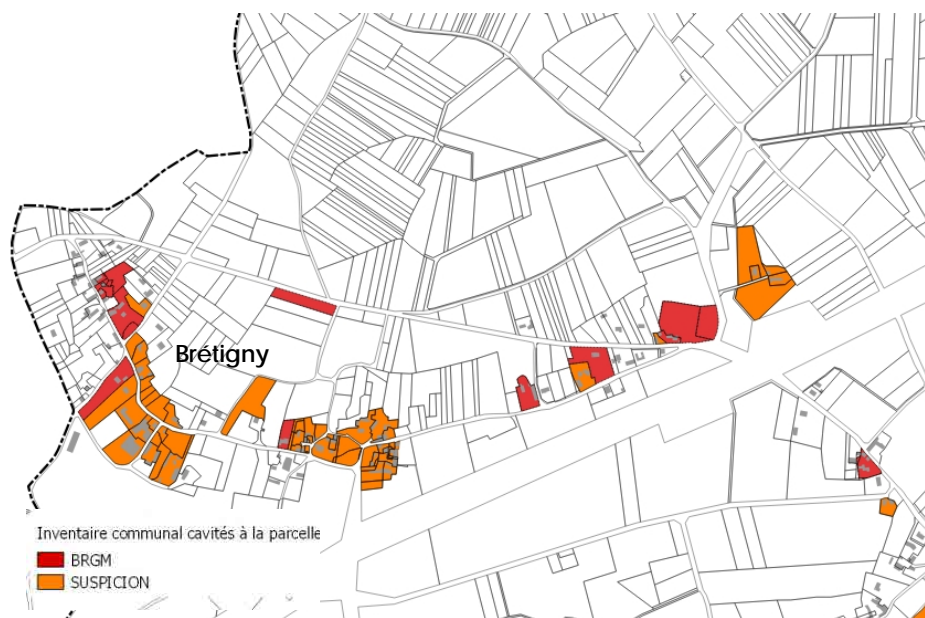 Brétigny
Inventaire communal cavités à la parcelle
BRGM
SUSPICION